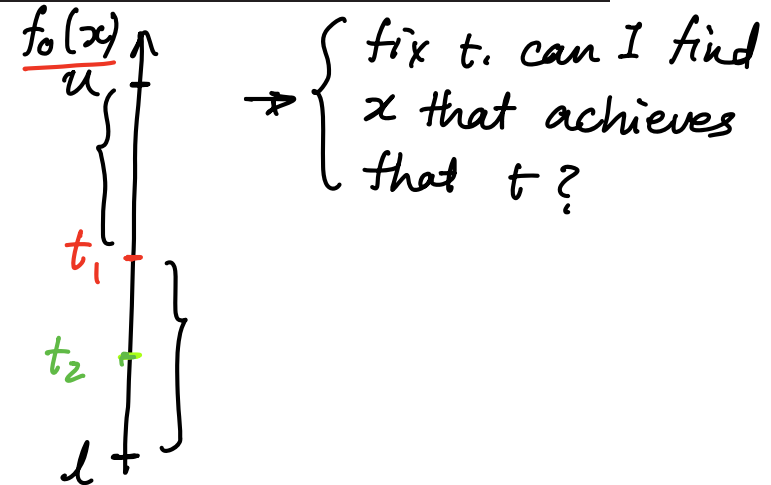 f₀(x)
u
→ { fix t. can I find
x that achieves
that t?
t₁
t₂
l